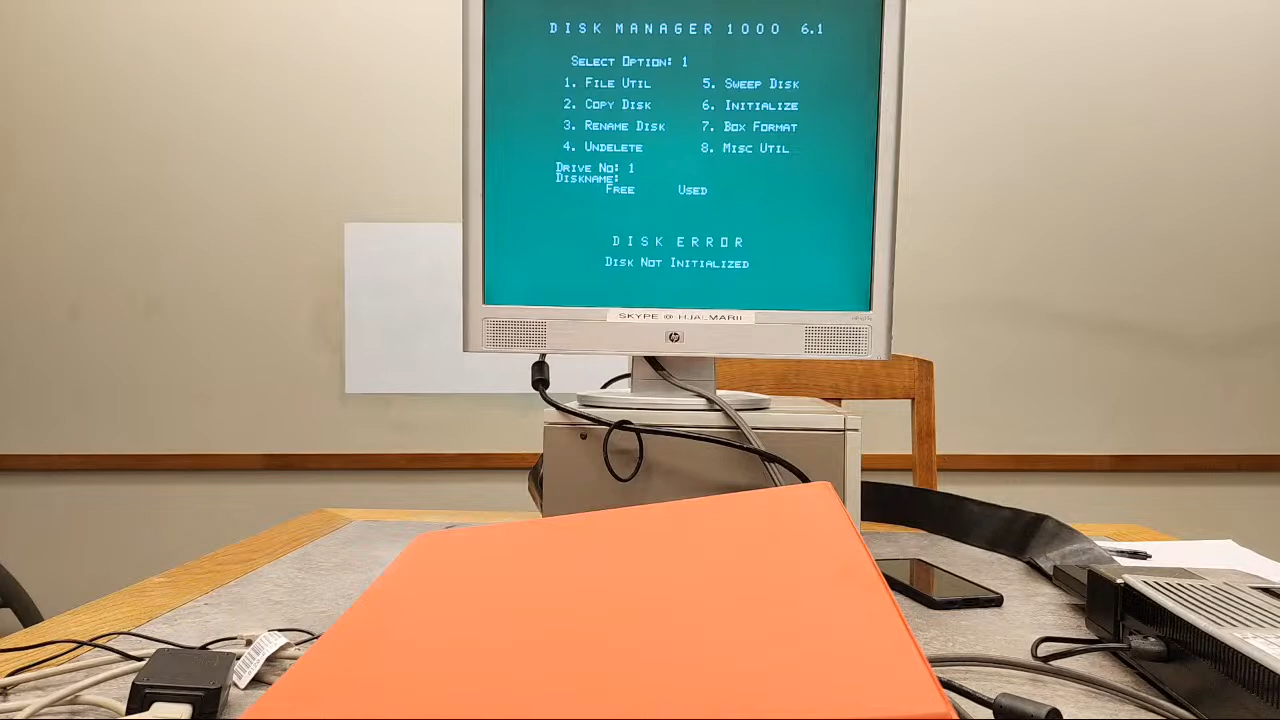 DISK MANAGER 1000 6.1
SELECT OPTION: 1
1. FILE UTIL 5. SWEEP DISK
2. COPY DISK 6. INITIALIZE
3. RENAME DISK 7. BOX FORMAT
4. UNDELETE 8. MISC UTIL
DRIVE NO: 1
DISKNAME:
FREE USED
DISK ERROR
DISK NOT INITIALIZED
SKYPE @ HJALMARII
hp